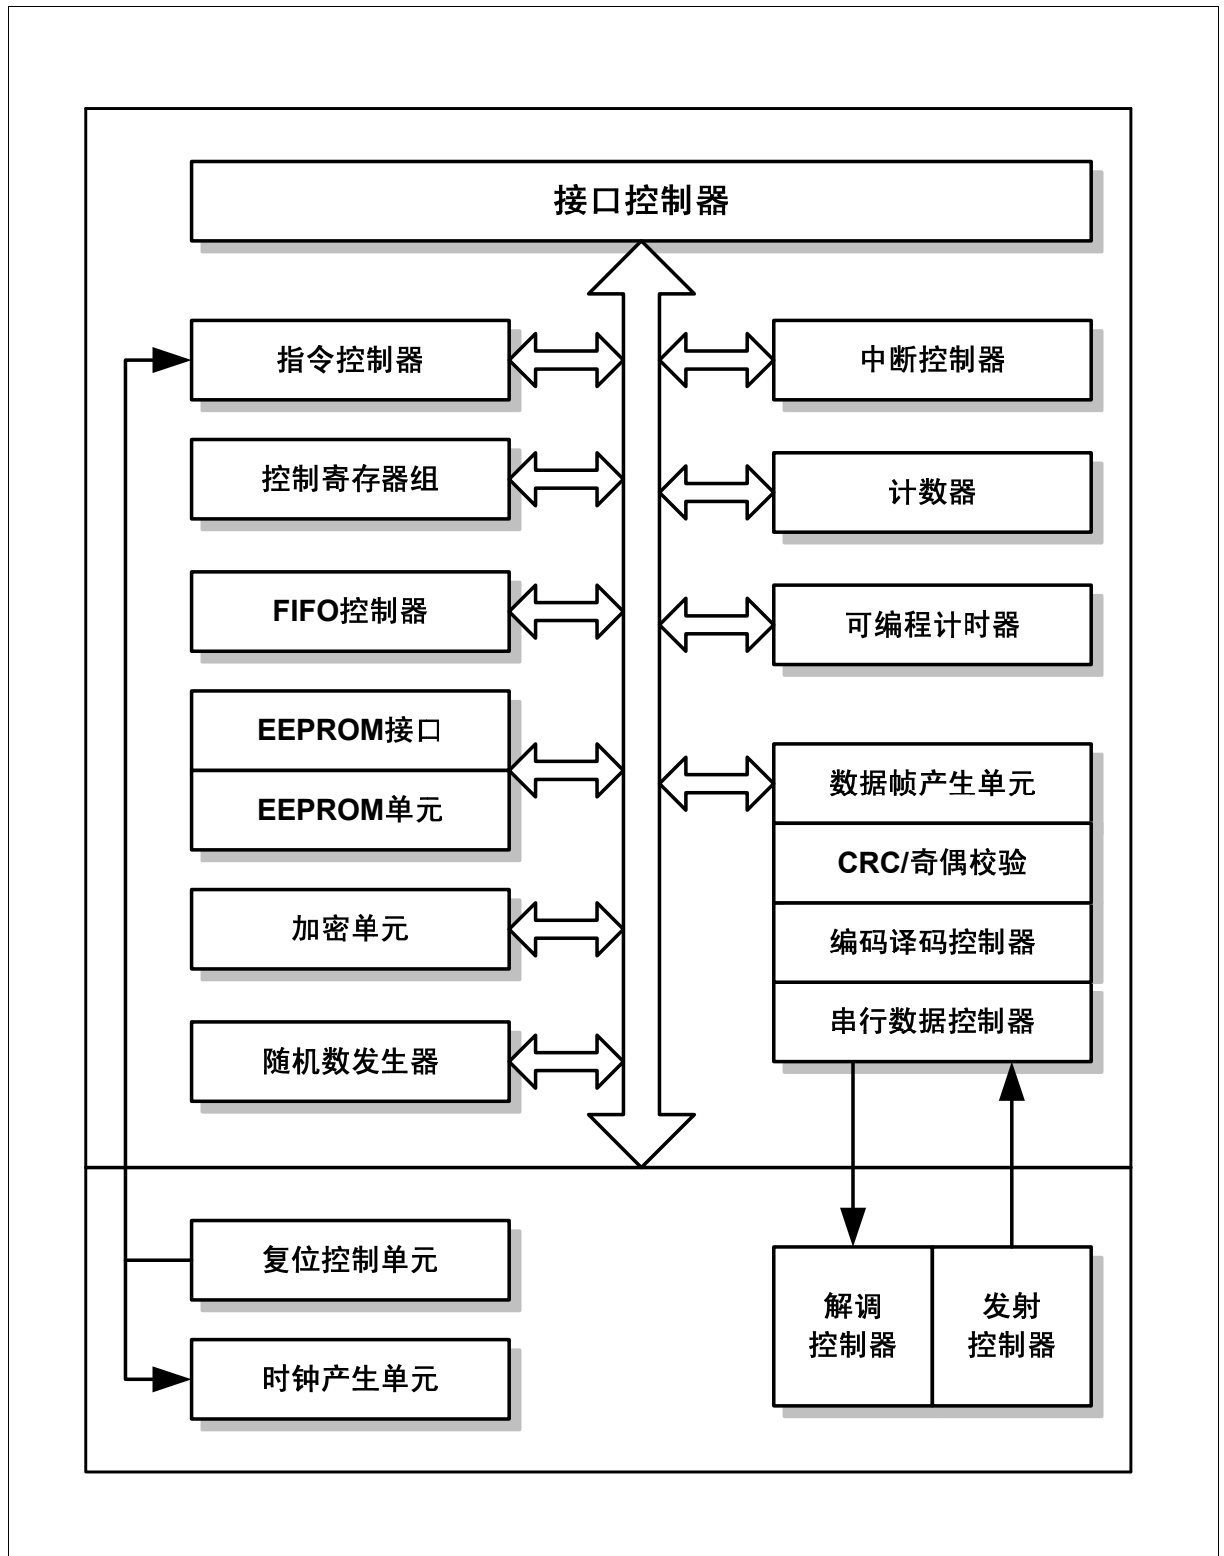 接口控制器
指令控制器
控制寄存器组
FIFO控制器
EEPROM接口
EEPROM单元
加密单元
随机数发生器
中断控制器
计数器
可编程计时器
数据帧产生单元
CRC/奇偶校验
编码译码控制器
串行数据控制器
复位控制单元
时钟产生单元
解调
控制器
发射
控制器